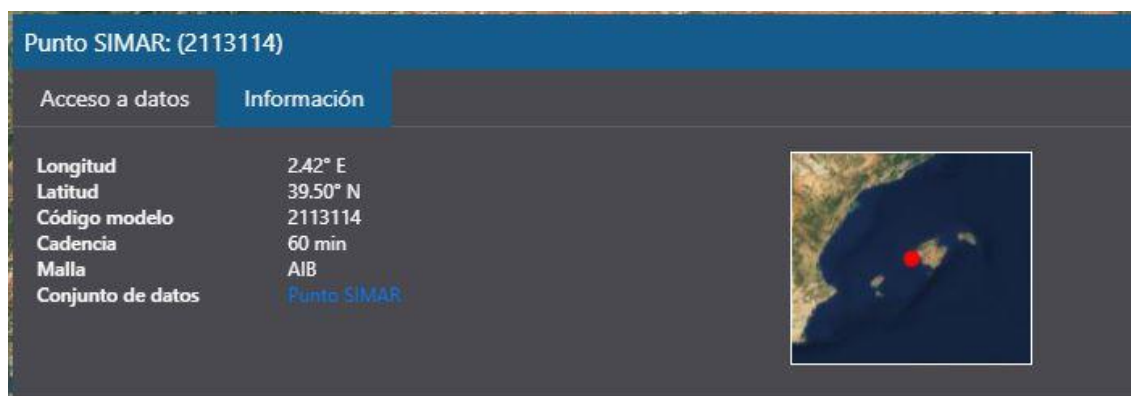 Punto SIMAR: (2113114)
Acceso a datos Información
Longitud 2.42° E
Latitud 39.50° N
Código modelo 2113114
Cadencia 60 min
Malla AIB
Conjunto de datos Punto SIMAR